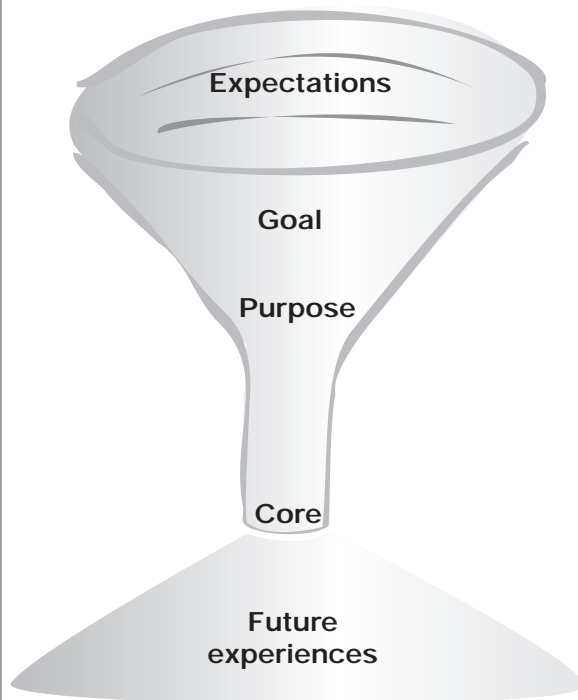 Expectations
Goal
Purpose
Core
Future
experiences